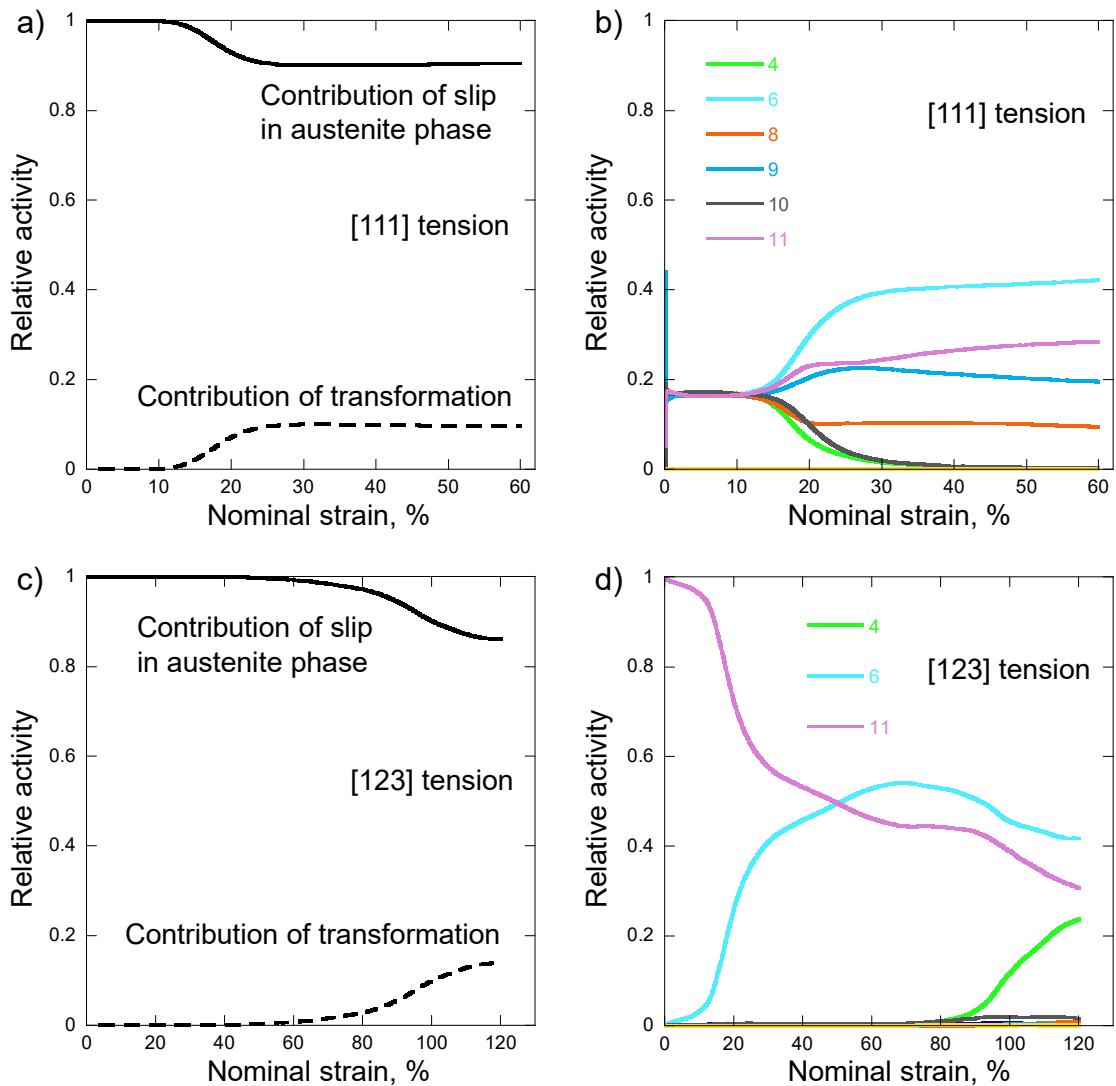 a)
1
0.8
0.6
0.4
0.2
0
Relative activity
Contribution of slip
in austenite phase
[111] tension
Contribution of transformation
0 10 20 30 40 50 60
Nominal strain, %
b)
1
0.8
0.6
0.4
0.2
0
Relative activity
4
6
8
9
10
11
[111] tension
0 10 20 30 40 50 60
Nominal strain, %
c)
1
0.8
0.6
0.4
0.2
0
Relative activity
Contribution of slip
in austenite phase
[123] tension
Contribution of transformation
0 20 40 60 80 100 120
Nominal strain, %
d)
1
0.8
0.6
0.4
0.2
0
Relative activity
4
6
11
[123] tension
0 20 40 60 80 100 120
Nominal strain, %